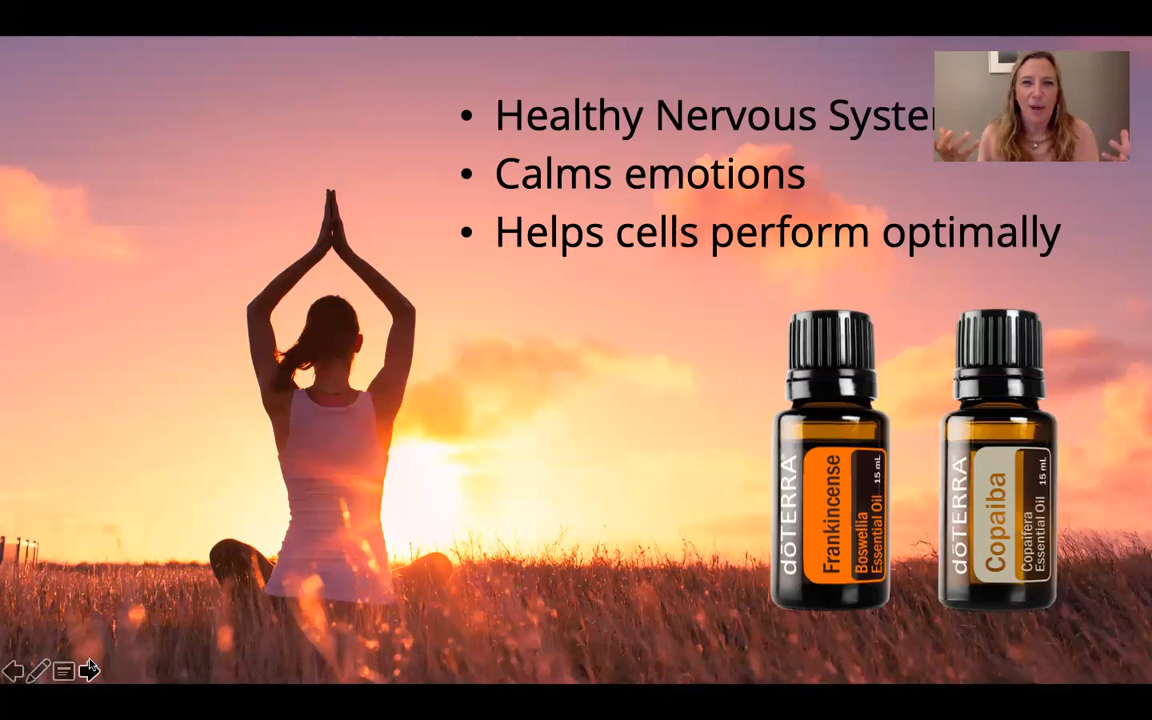 • Healthy Nervous
• Calms emotions
• Helps cells perform optimally
dōTERRA
Frankincense
Boswellia
Essential Oil
15 mL
dōTERRA
Copaiba
Copaifera
Essential Oil
15 mL